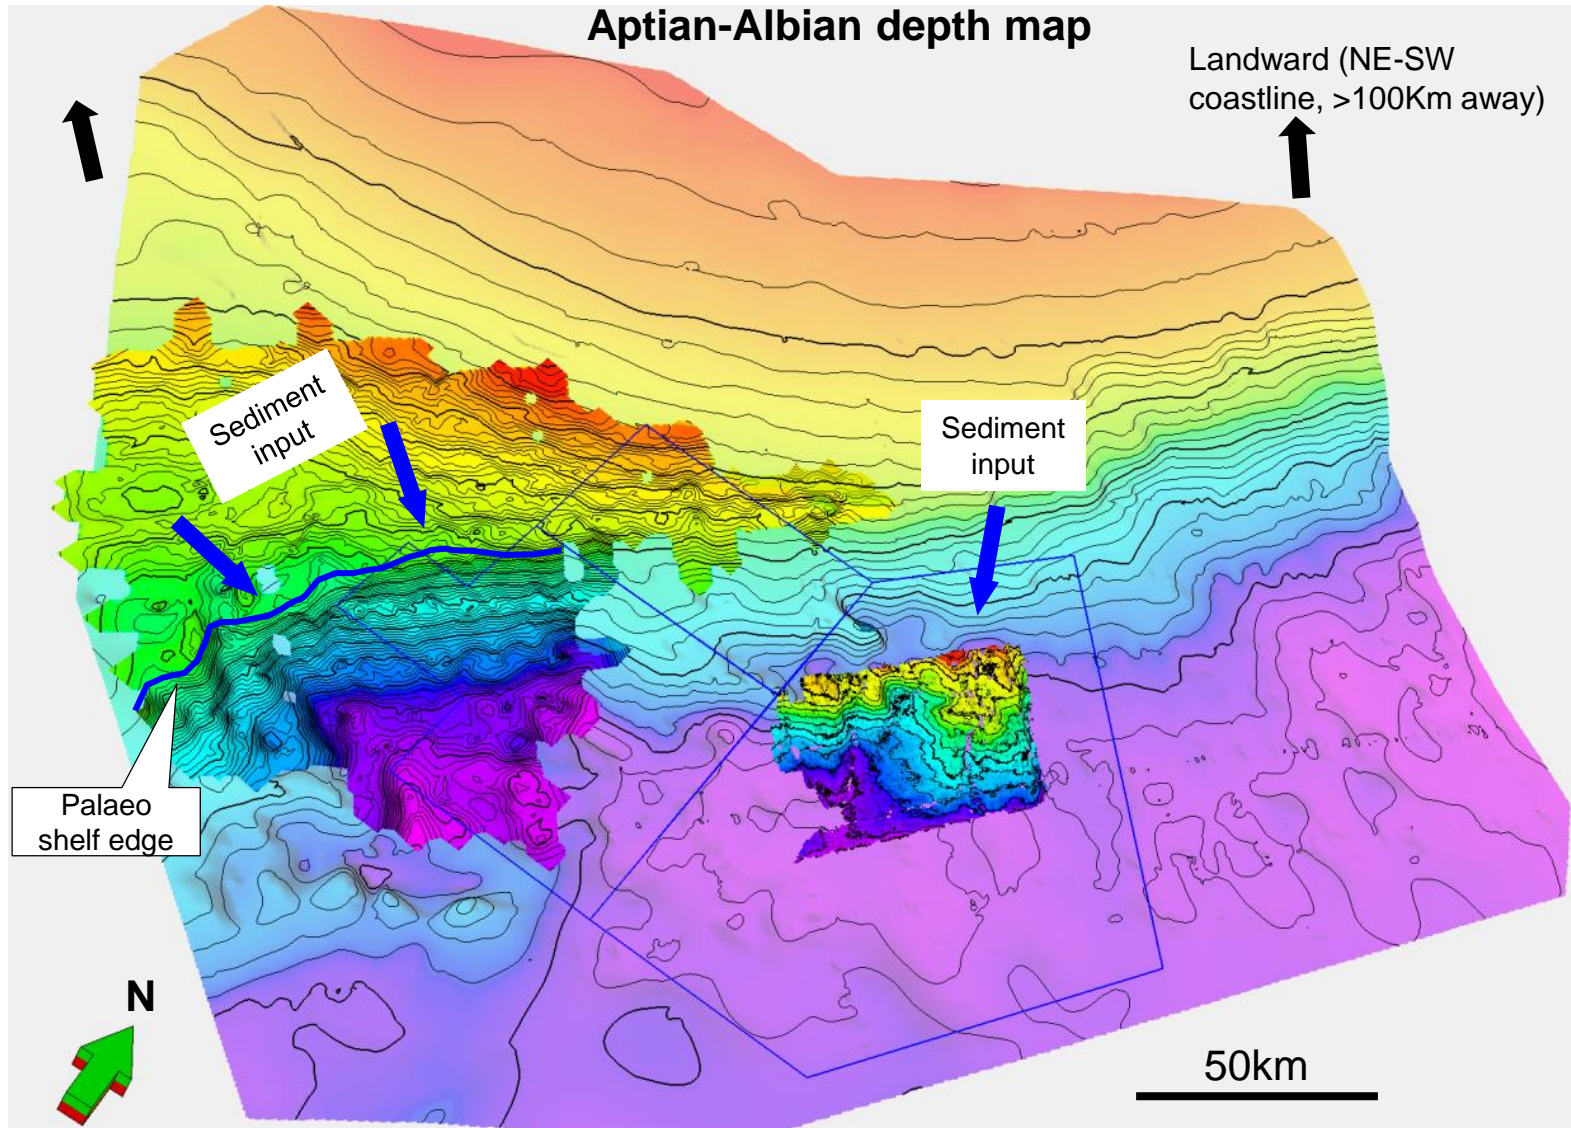 Aptian-Albian depth map
Landward (NE-SW
coastline, >100Km away)
Sediment
input
Sediment
input
Palaeo
shelf edge
N
50km